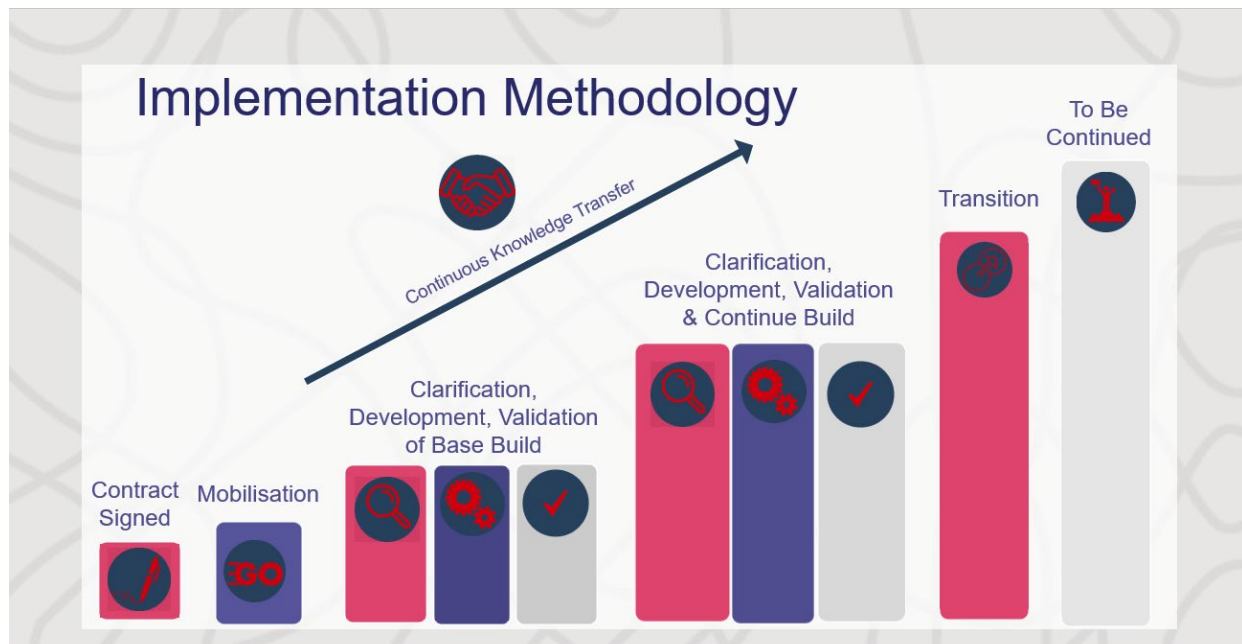 Implementation Methodology
Continuous Knowledge Transfer
Contract
Signed
Mobilisation
GO
Clarification,
Development, Validation
of Base Build
Clarification,
Development, Validation
& Continue Build
Transition
To Be
Continued